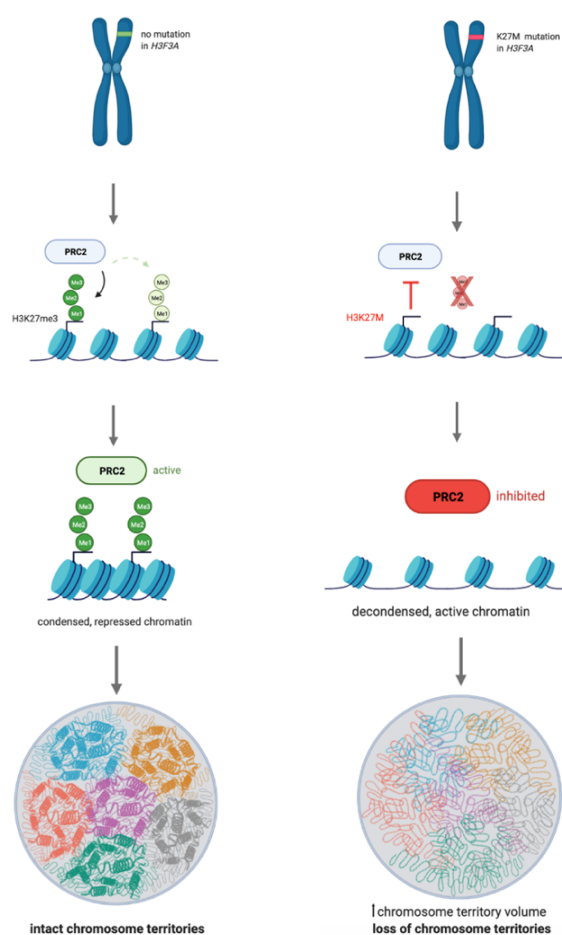 no mutation
in H3F3A
PRC2
Me3
Me2
Me1
Me3
Me2
Me1
H3K27me3
PRC2
active
Me3
Me2
Me1
Me3
Me2
Me1
condensed, repressed chromatin
intact chromosome territories
K27M mutation
in H3F3A
PRC2
H3K27M
PRC2
inhibited
decondensed, active chromatin
↑chromosome territory volume
loss of chromosome territories